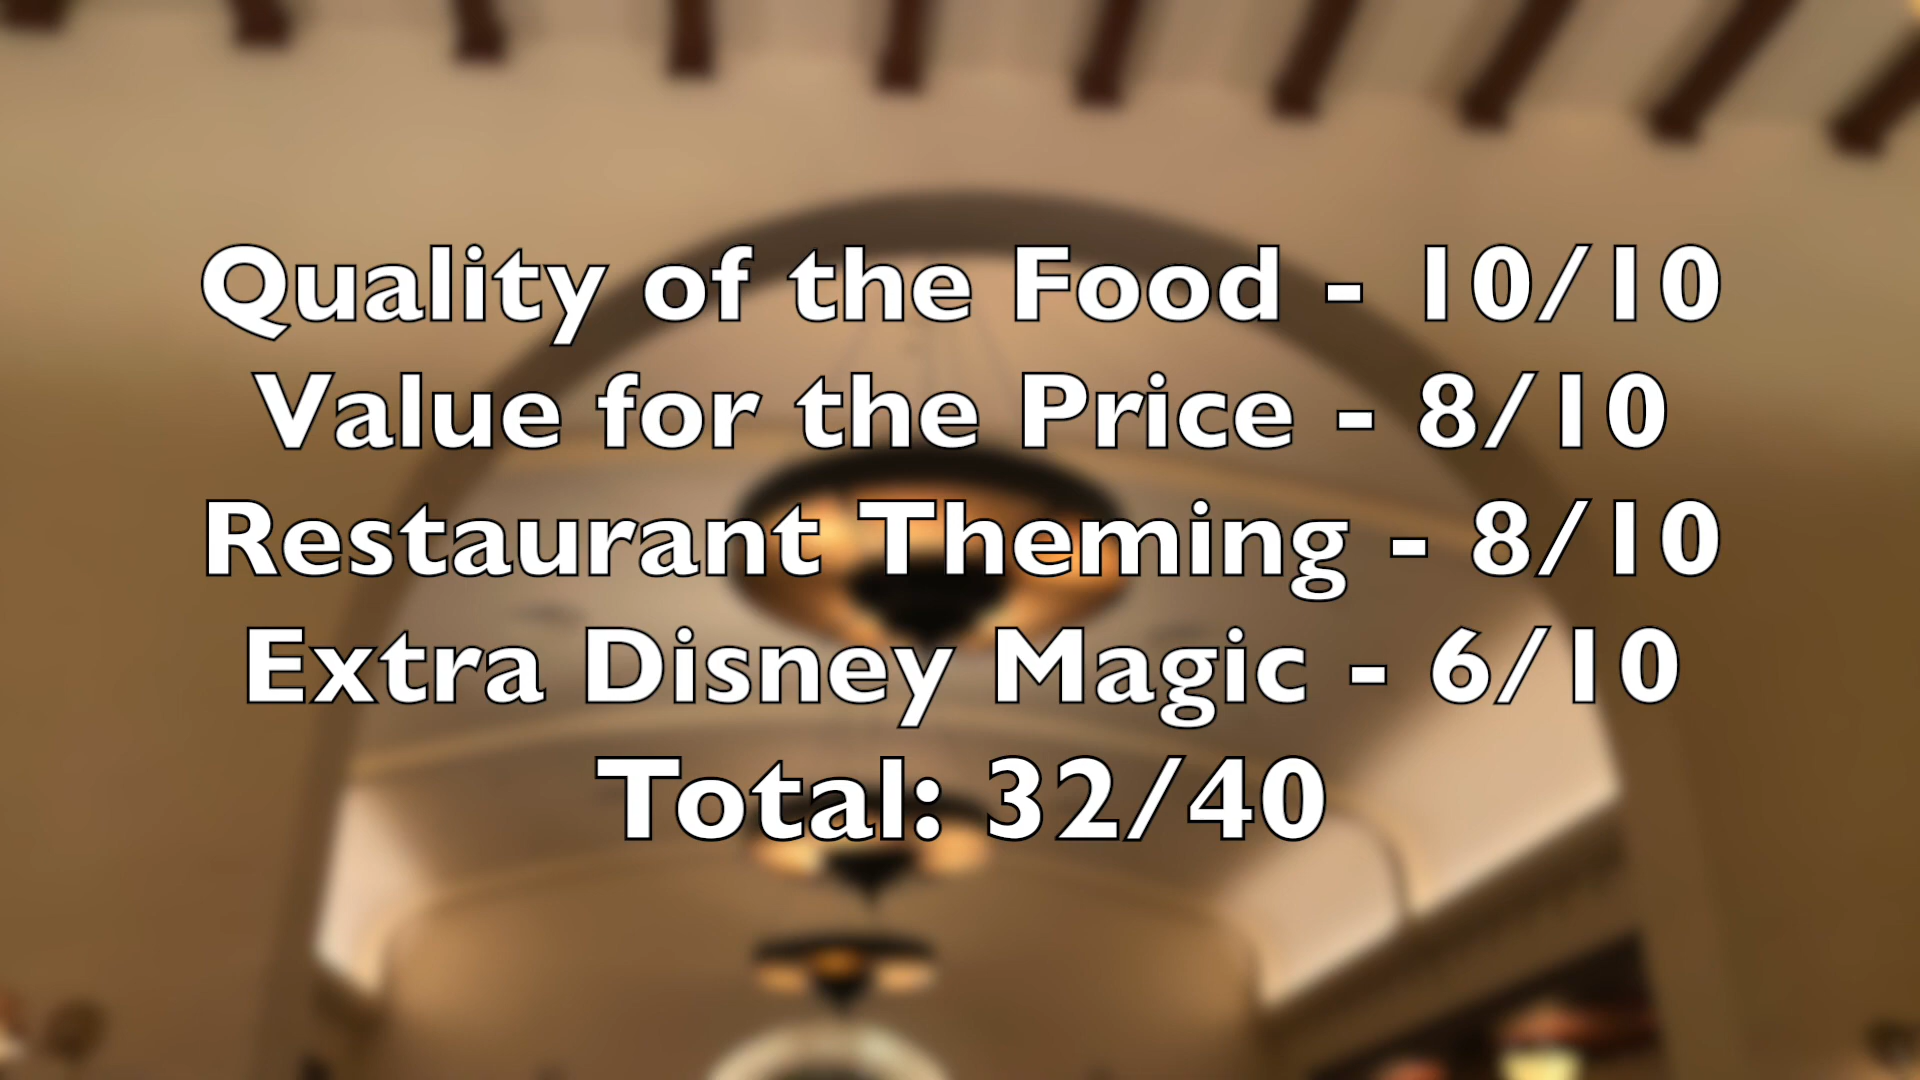 Quality of the Food - 10/10
Value for the Price - 8/10
Restaurant Theming - 8/10
Extra Disney Magic - 6/10
Total: 32/40